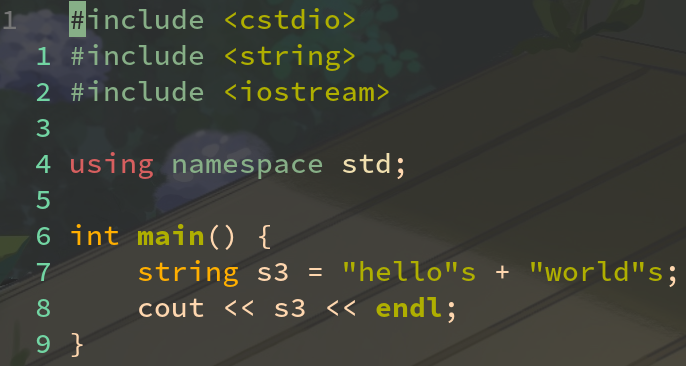 1 #include <cstdio>
1 #include <string>
2 #include <iostream>
3
4 using namespace std;
5
6 int main() {
7     string s3 = "hello"s + "world"s;
8     cout << s3 << endl;
9 }